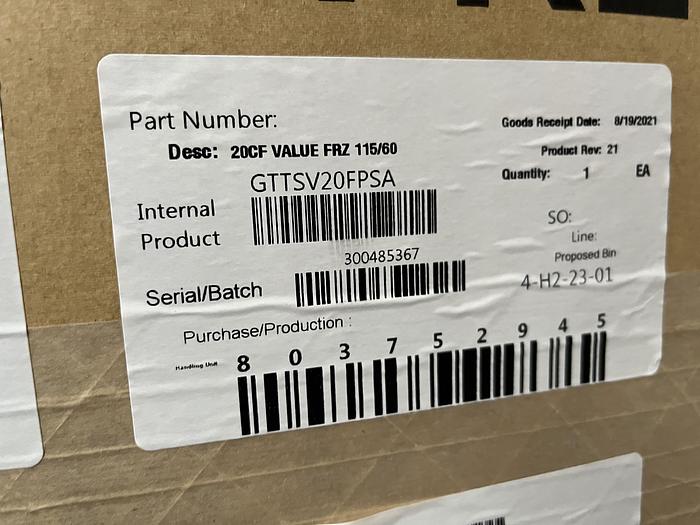 Part Number:
Desc: 20CF VALUE FRZ 115/60
GTTSV20FPSA
Internal
Product
300485367
Serial/Batch
Purchase/Production :
Handling Unit
8 0 3 7 5 2 9 4 5
Goods Receipt Date: 8/19/2021
Product Rev: 21
Quantity: 1 EA
SO:
Line:
Proposed Bin
4-H2-23-01